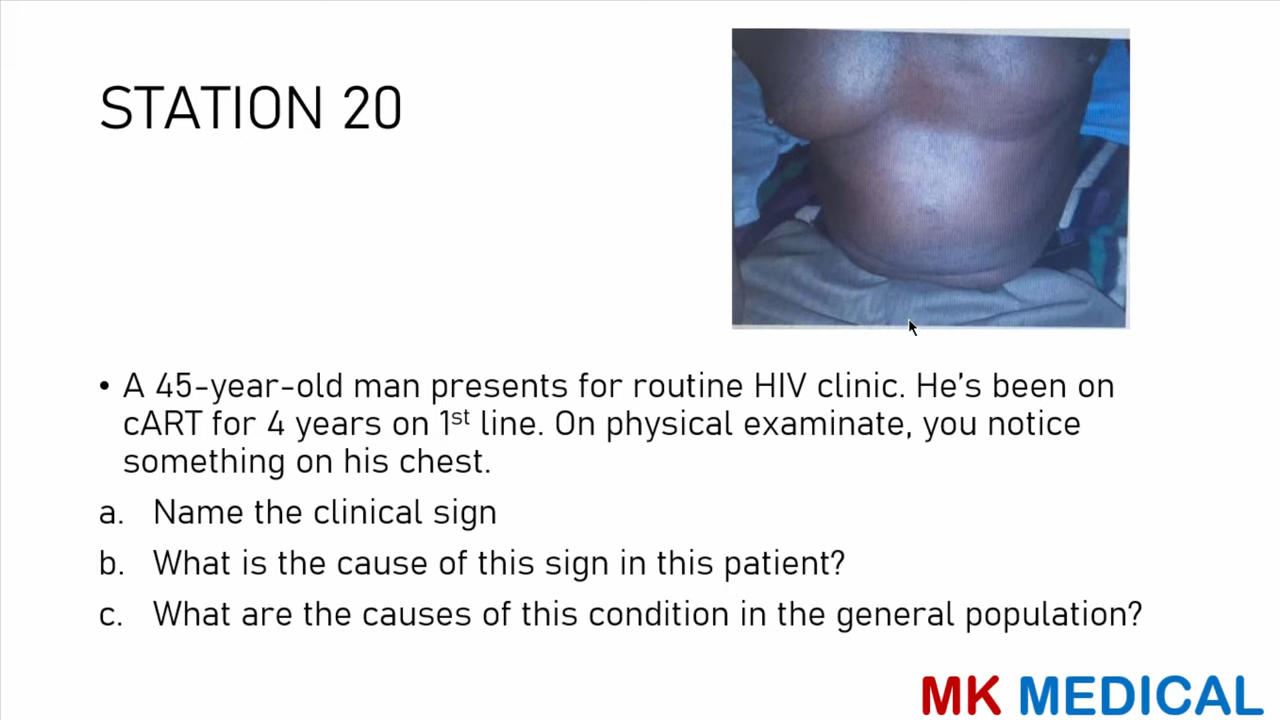 STATION 20
• A 45-year-old man presents for routine HIV clinic. He's been on
cART for 4 years on 1st line. On physical examinate, you notice
something on his chest.
a. Name the clinical sign
b. What is the cause of this sign in this patient?
c. What are the causes of this condition in the general population?
MK MEDICAL